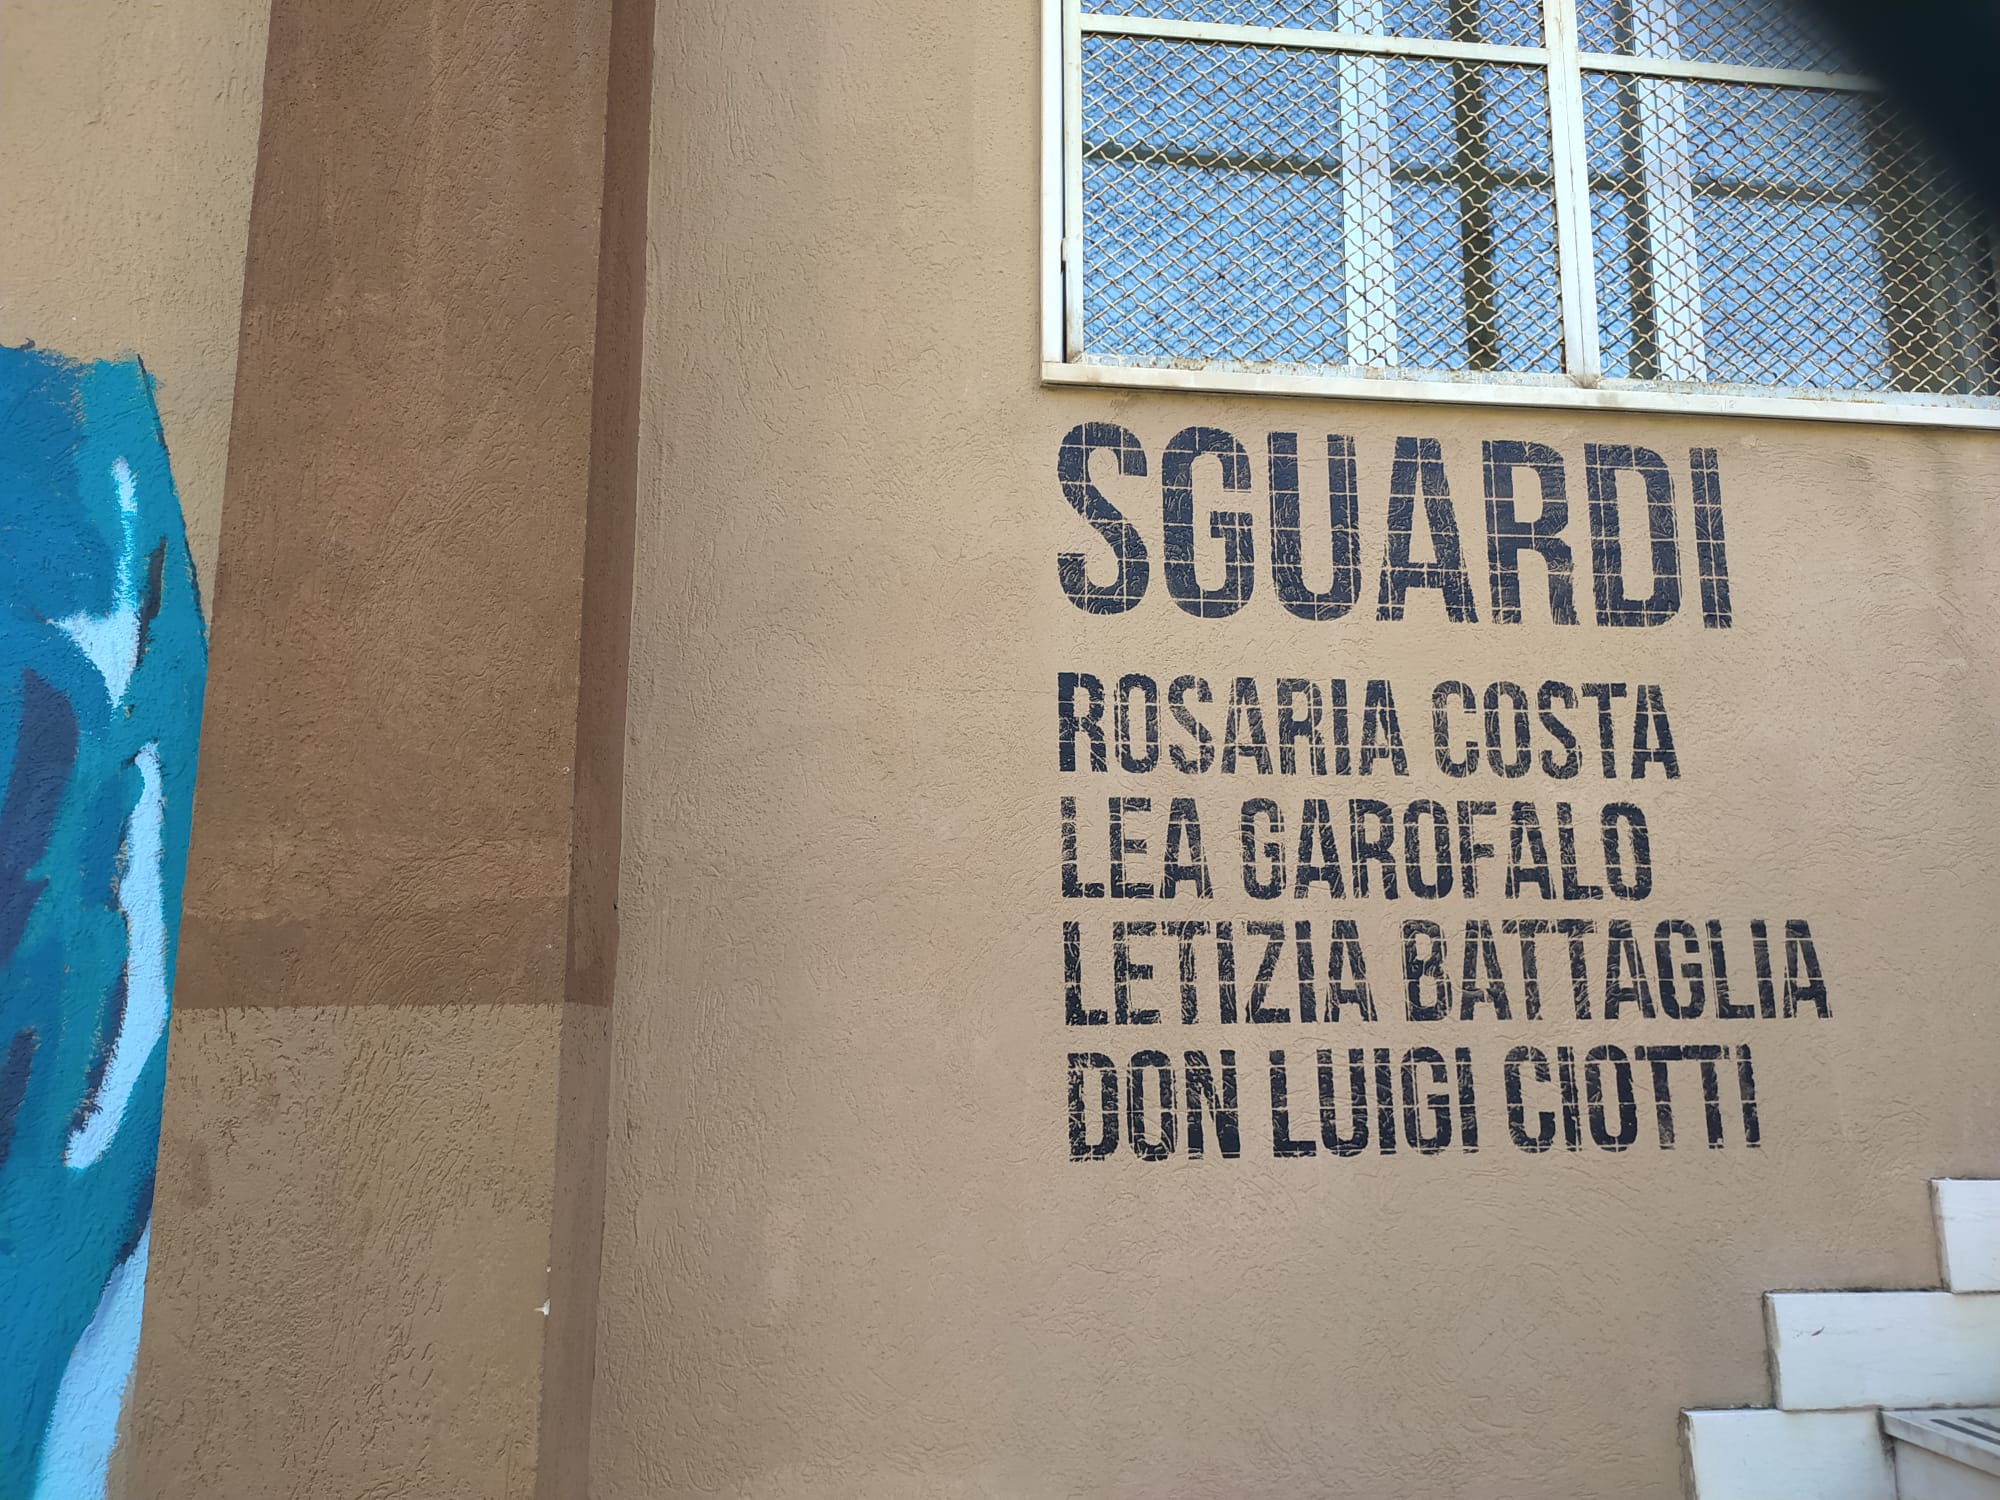 SGUARDI
ROSARIA COSTA
LEA GAROFALO
LETIZIA BATTAGLIA
DON LUIGI CIOTTI